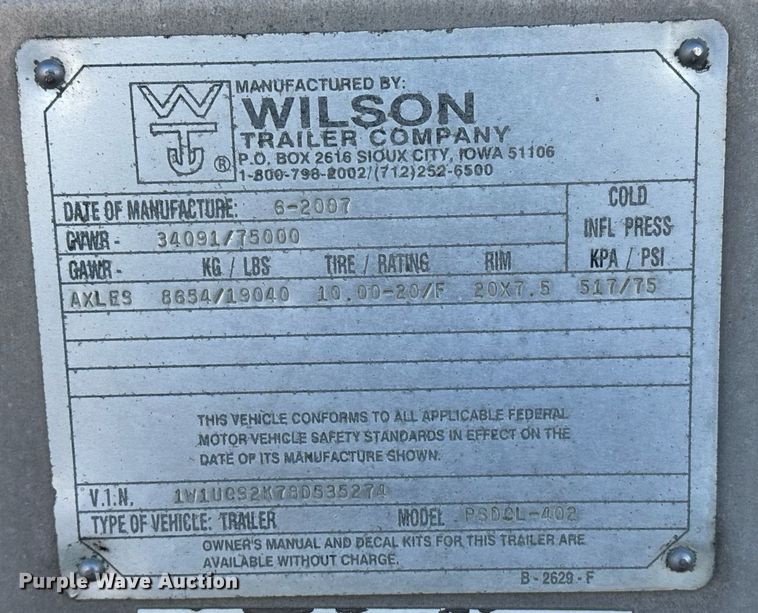 MANUFACTURED BY:
WILSON
TRAILER COMPANY
P.O. BOX 2616 SIOUX CITY, IOWA 51106
1-800-798-2002/(712)252-6500
WTC ®
DATE OF MANUFACTURE: 6-2007
GVWR - 34091/75000
COLD
INFL PRESS
GAWR - KG / LBS TIRE / RATING RIM KPA / PSI
AXLES 8654/19040 10.00-20/F 20X7.5 517/75
THIS VEHICLE CONFORMS TO ALL APPLICABLE FEDERAL
MOTOR VEHICLE SAFETY STANDARDS IN EFFECT ON THE
DATE OF ITS MANUFACTURE SHOWN.
V.I.N.
TYPE OF VEHICLE: TRAILER MODEL
OWNER'S MANUAL AND DECAL KITS FOR THIS TRAILER ARE
AVAILABLE WITHOUT CHARGE.
B - 2629 - F
Purple Wave Auction